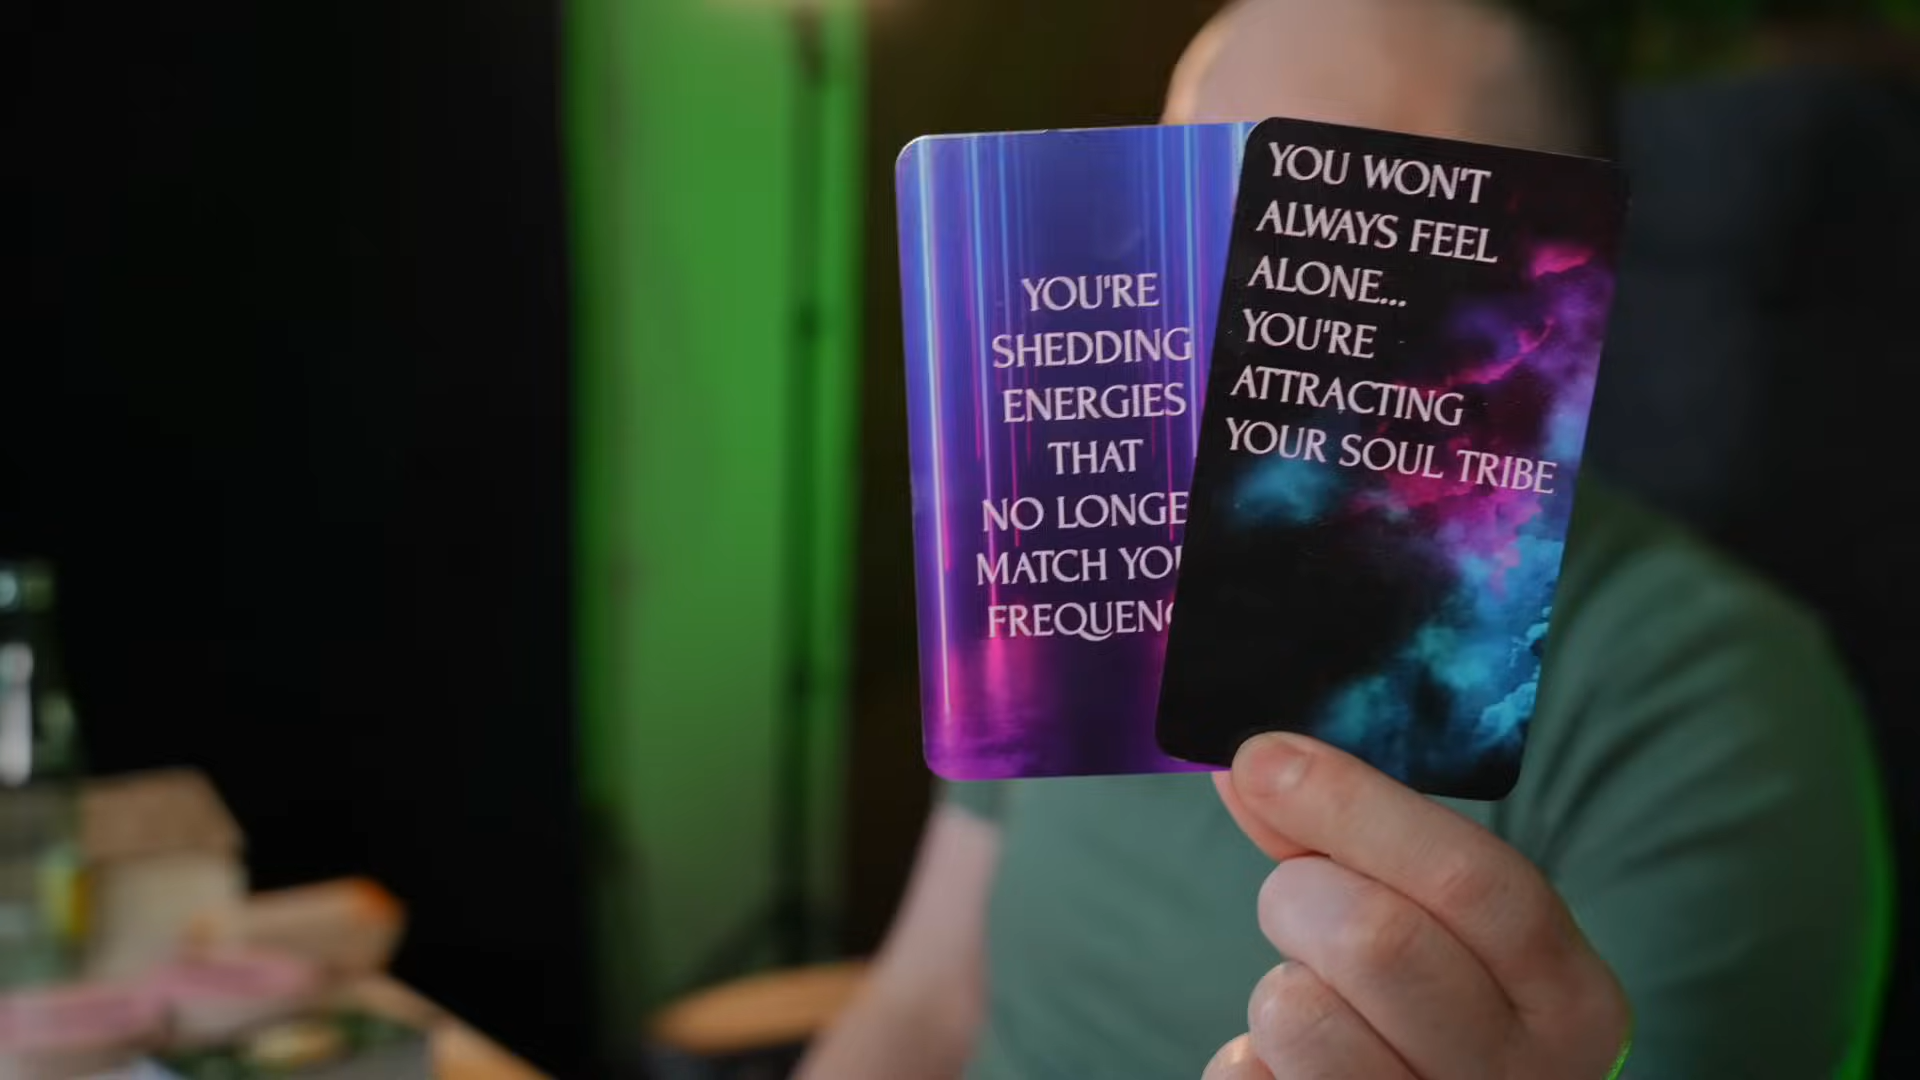 YOU'RE
SHEDDING
ENERGIES
THAT
NO LONGE
MATCH YOU
FREQUENC
YOU WON'T
ALWAYS FEEL
ALONE...
YOU'RE
ATTRACTING
YOUR SOUL TRIBE